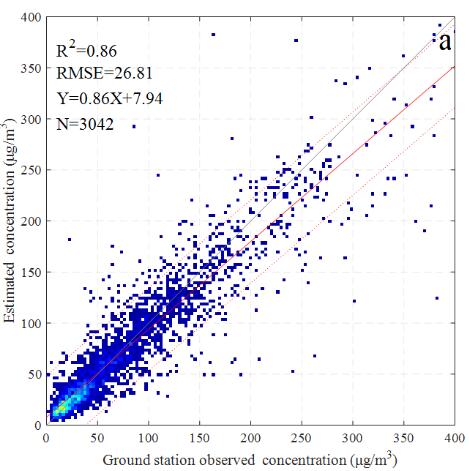 a
R²=0.86
RMSE=26.81
Y=0.86X+7.94
N=3042
Estimated concentration (μg/m³)
400
350
300
250
200
150
100
50
0
0 50 100 150 200 250 300 350 400
Ground station observed concentration (μg/m³)